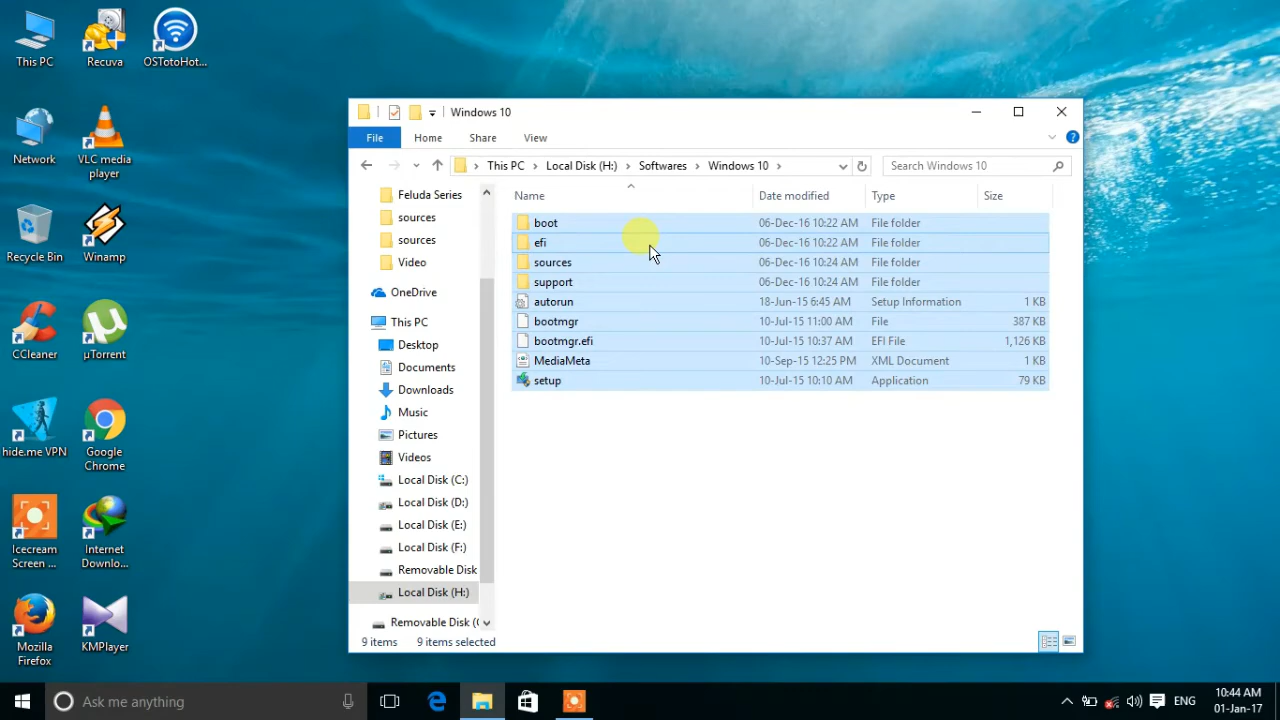 This PC
Recuva
OSTotoHot...
Network
VLC media
player
Recycle Bin
Winamp
CCleaner
µTorrent
hide.me VPN
Google
Chrome
Icecream
Screen ...
Internet
Downlo...
Mozilla
Firefox
KMPlayer
Windows 10
File Home Share View
This PC Local Disk (H:) Softwares Windows 10
Search Windows 10
Feluda Series
sources
sources
Video
OneDrive
This PC
Desktop
Documents
Downloads
Music
Pictures
Videos
Local Disk (C:)
Local Disk (D:)
Local Disk (E:)
Local Disk (F:)
Removable Disk
Local Disk (H:)
Removable Disk (
Name Date modified Type Size
boot 06-Dec-16 10:22 AM File folder
efi 06-Dec-16 10:22 AM File folder
sources 06-Dec-16 10:24 AM File folder
support 06-Dec-16 10:24 AM File folder
autorun 18-Jun-15 6:45 AM Setup Information 1 KB
bootmgr 10-Jul-15 11:00 AM File 387 KB
bootmgr.efi 10-Jul-15 10:37 AM EFI File 1,126 KB
MediaMeta 10-Sep-15 12:25 PM XML Document 1 KB
setup 10-Jul-15 10:10 AM Application 79 KB
9 items 9 items selected
Ask me anything
ENG
10:44 AM
01-Jan-17